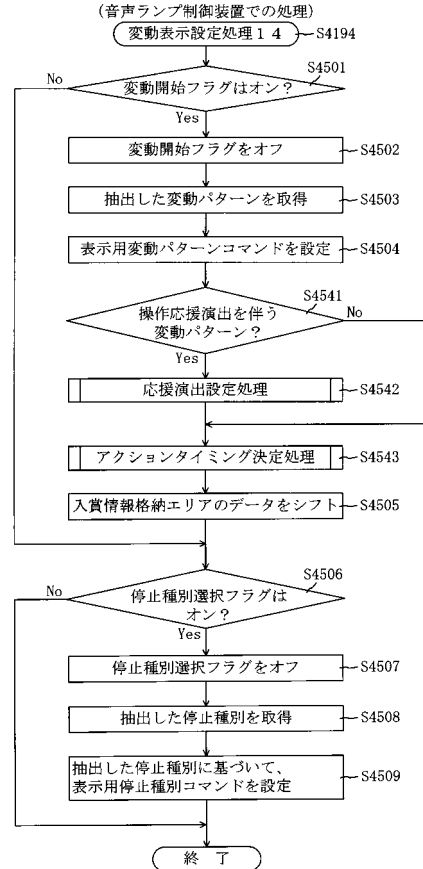 (音声ランプ制御装置での処理)
変動表示設定処理14
S4194
S4501
変動開始フラグはオン?
No
Yes
変動開始フラグをオフ
S4502
抽出した変動パターンを取得
S4503
表示用変動パターンコマンドを設定
S4504
S4541
操作応援演出を伴う
変動パターン?
No
Yes
応援演出設定処理
S4542
アクションタイミング決定処理
S4543
入賞情報格納エリアのデータをシフト
S4505
S4506
停止種別選択フラグは
オン?
No
Yes
停止種別選択フラグをオフ
S4507
抽出した停止種別を取得
S4508
抽出した停止種別に基づいて、
表示用停止種別コマンドを設定
S4509
終 了